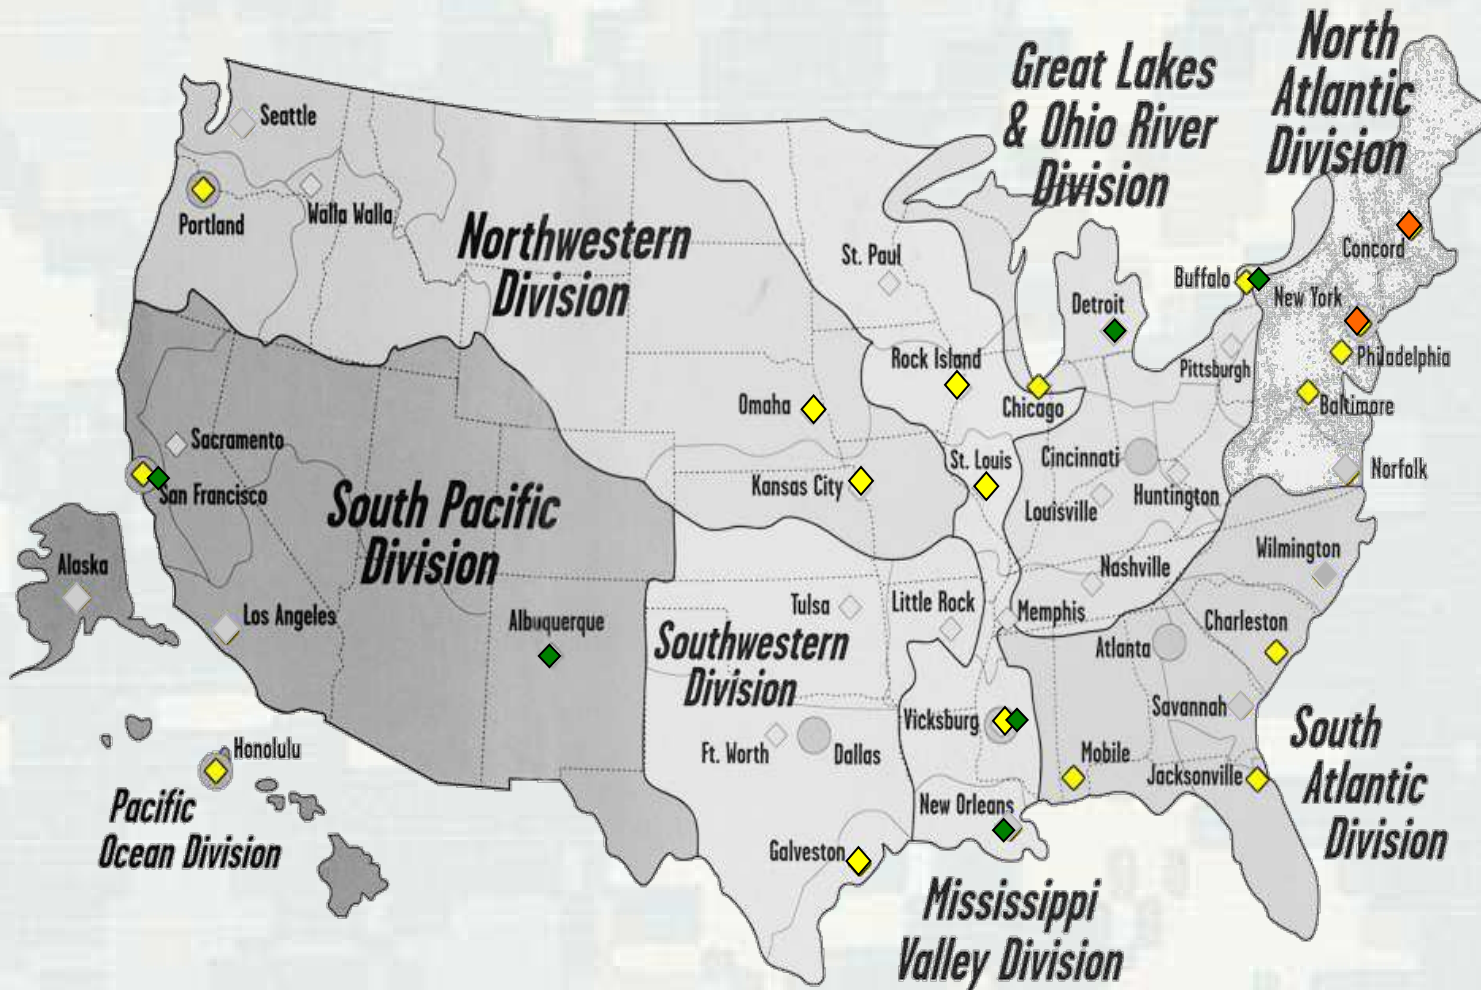 North
Atlantic
Division
Great Lakes
& Ohio River
Division
Seattle
Portland
Walla Walla
Northwestern
Division
St. Paul
Concord
Buffalo
New York
Detroit
Rock Island
Philadelphia
Pittsburgh
Omaha
Chicago
Baltimore
Sacramento
Cincinnati
St. Louis
Norfolk
Kansas City
San Francisco
Louisville
Huntington
South Pacific
Division
Wilmington
Alaska
Nashville
Tulsa
Little Rock
Memphis
Los Angeles
Albuquerque
Charleston
Southwestern
Division
Atlanta
Savannah
Vicksburg
Ft. Worth
Dallas
Mobile
Jacksonville
South
Atlantic
Division
Honolulu
Pacific
Ocean Division
New Orleans
Galveston
Mississippi
Valley Division